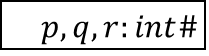 p, q, r: int#